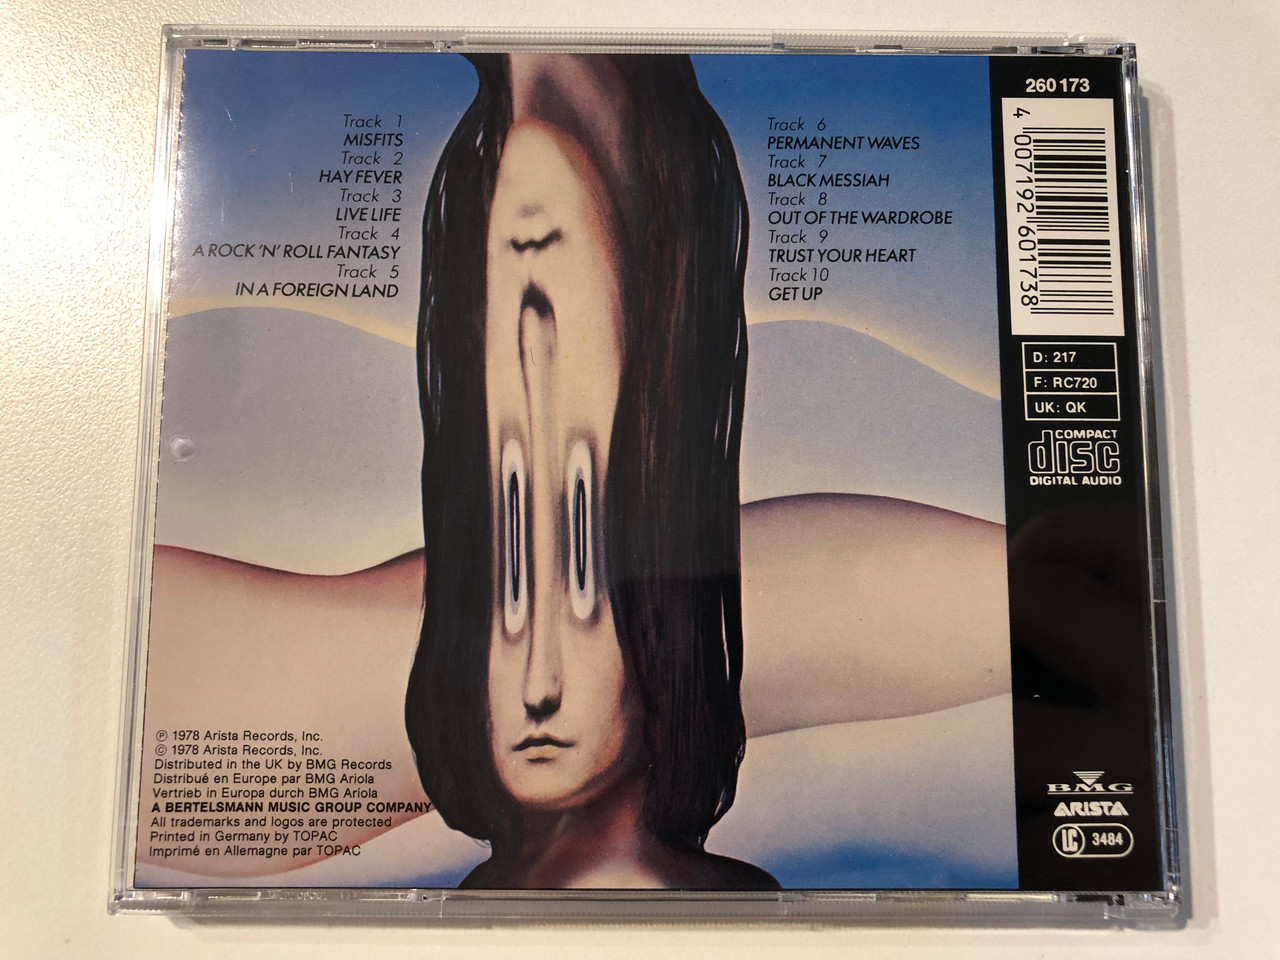 Track 1
MISFITS
Track 2
HAY FEVER
Track 3
LIVE LIFE
Track 4
A ROCK 'N' ROLL FANTASY
Track 5
IN A FOREIGN LAND
Track 6
PERMANENT WAVES
Track 7
BLACK MESSIAH
Track 8
OUT OF THE WARDROBE
Track 9
TRUST YOUR HEART
Track 10
GET UP
260 173
4 007192 601738
D: 217
F: RC720
UK: QK
COMPACT
disc
DIGITAL AUDIO
BMG
ARISTA
LC 3484
℗ 1978 Arista Records, Inc.
© 1978 Arista Records, Inc.
Distributed in the UK by BMG Records
Distribué en Europe par BMG Ariola
Vertrieb in Europa durch BMG Ariola
A BERTELSMANN MUSIC GROUP COMPANY
All trademarks and logos are protected
Printed in Germany by TOPAC
Imprimé en Allemagne par TOPAC